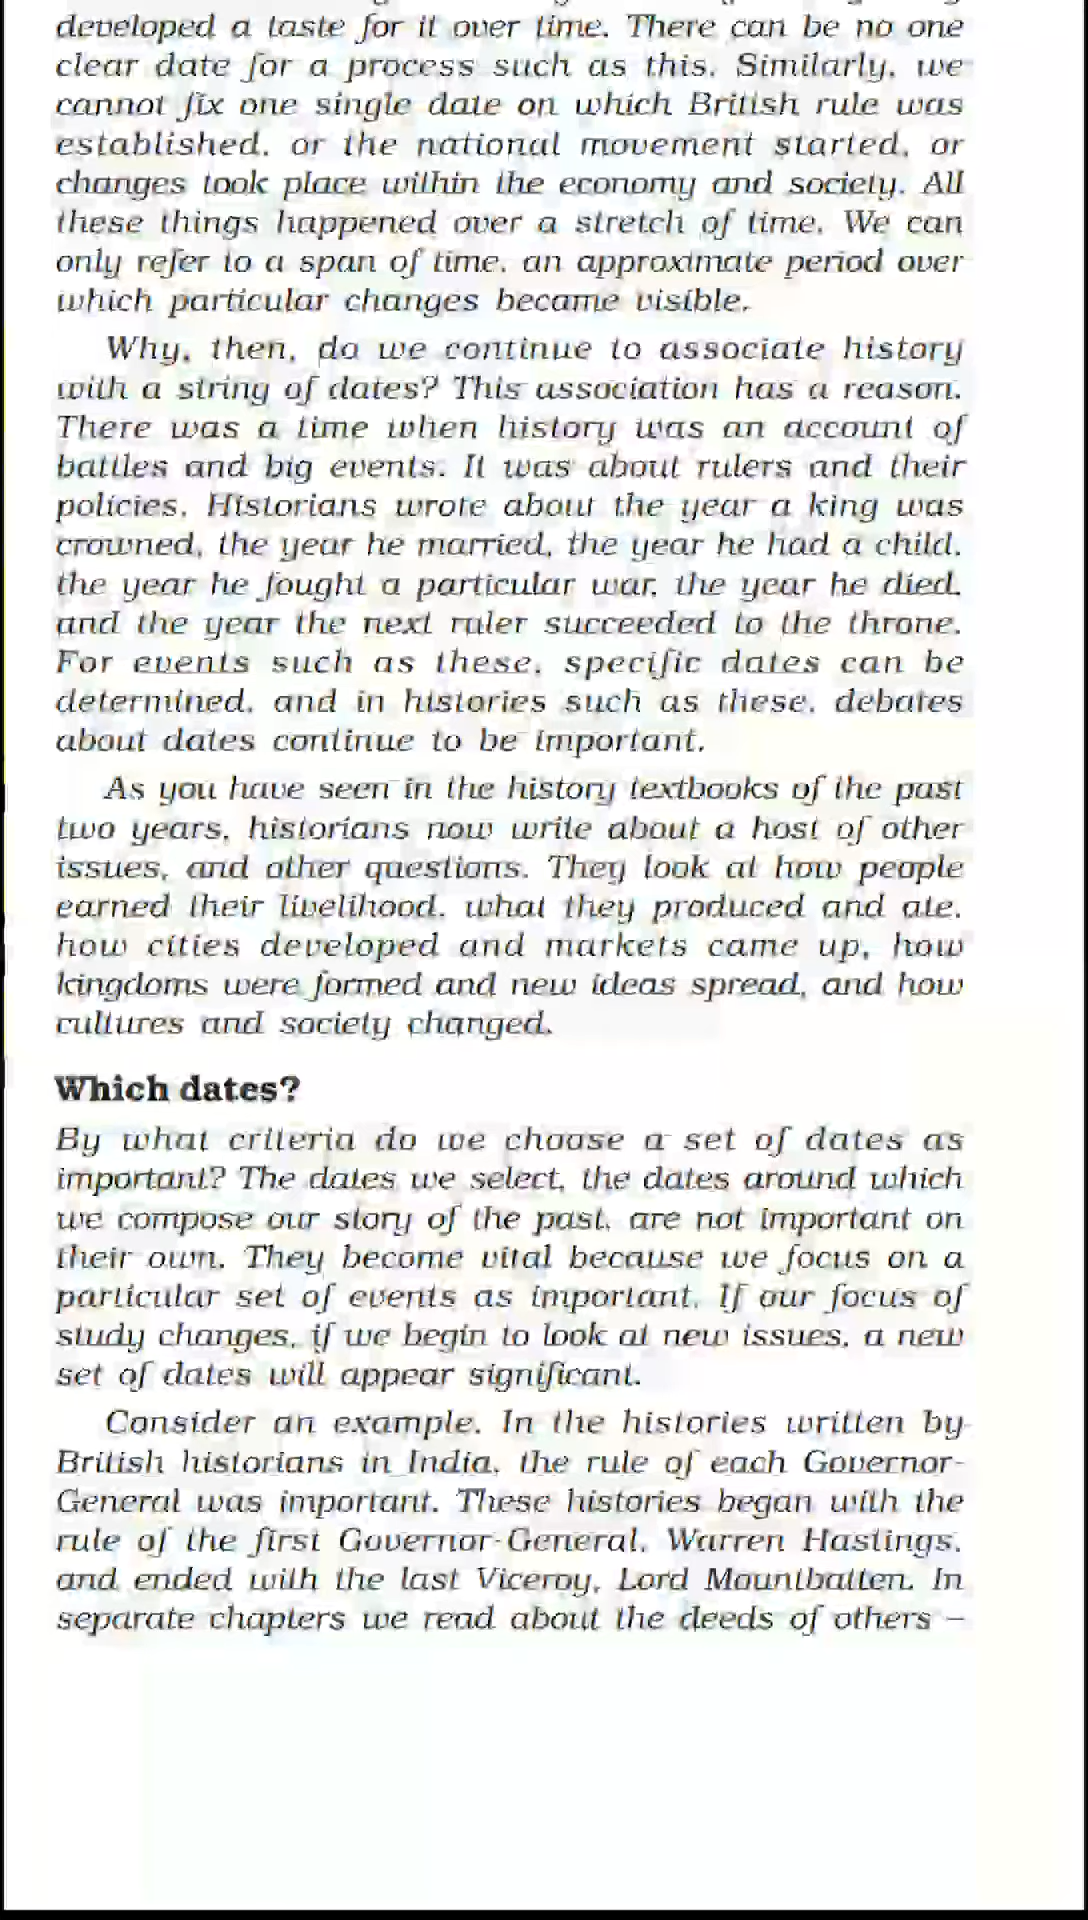 developed a taste for it over time. There can be no one
clear date for a process such as this. Similarly, we
cannot fix one single date on which British rule was
established, or the national movement started, or
changes took place within the economy and society. All
these things happened over a stretch of time. We can
only refer to a span of time, an approximate period over
which particular changes became visible.
Why, then, do we continue to associate history
with a string of dates? This association has a reason.
There was a time when history was an account of
battles and big events. It was about rulers and their
policies. Historians wrote about the year a king was
crowned, the year he married, the year he had a child,
the year he fought a particular war, the year he died,
and the year the next ruler succeeded to the throne.
For events such as these, specific dates can be
determined, and in histories such as these, debates
about dates continue to be important.
As you have seen in the history textbooks of the past
two years, historians now write about a host of other
issues, and other questions. They look at how people
earned their livelihood, what they produced and ate,
how cities developed and markets came up, how
kingdoms were formed and new ideas spread, and how
cultures and society changed.
Which dates?
By what criteria do we choose a set of dates as
important? The dates we select, the dates around which
we compose our story of the past, are not important on
their own. They become vital because we focus on a
particular set of events as important. If our focus of
study changes, if we begin to look at new issues, a new
set of dates will appear significant.
Consider an example. In the histories written by
British historians in India, the rule of each Governor-
General was important. These histories began with the
rule of the first Governor-General, Warren Hastings,
and ended with the last Viceroy, Lord Mountbatten. In
separate chapters we read about the deeds of others –